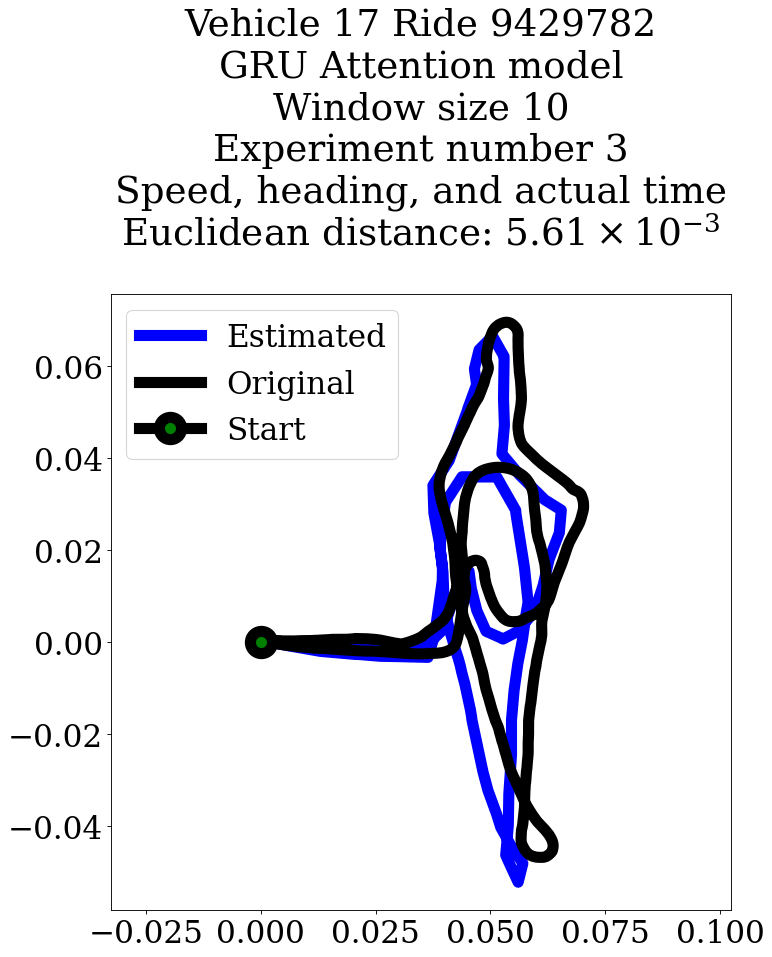 Vehicle 17 Ride 9429782
GRU Attention model
Window size 10
Experiment number 3
Speed, heading, and actual time
Euclidean distance: 5.61 × 10⁻³
Estimated
Original
Start
0.06
0.04
0.02
0.00
−0.02
−0.04
−0.025 0.000 0.025 0.050 0.075 0.100